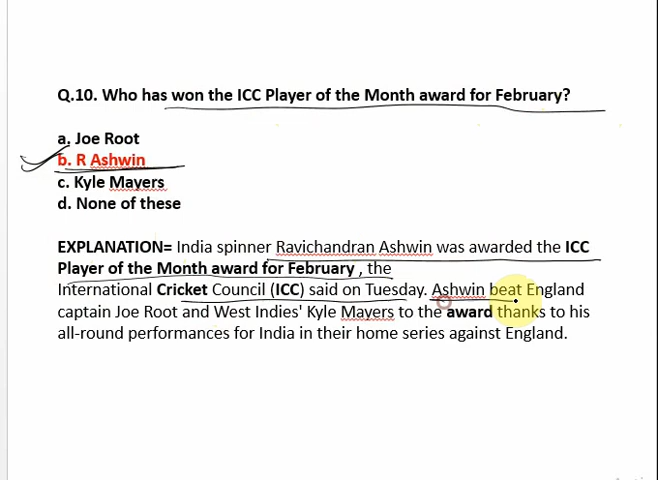 Q.10. Who has won the ICC Player of the Month award for February?
a. Joe Root
b. R Ashwin
c. Kyle Mayers
d. None of these
EXPLANATION= India spinner Ravichandran Ashwin was awarded the ICC
Player of the Month award for February , the
International Cricket Council (ICC) said on Tuesday. Ashwin beat England
captain Joe Root and West Indies' Kyle Mayers to the award thanks to his
all-round performances for India in their home series against England.